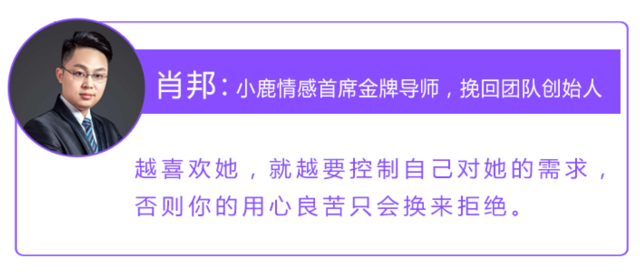 肖邦：小鹿情感首席金牌导师，挽回团队创始人
越喜欢她，就越要控制自己对她的需求，
否则你的用心良苦只会换来拒绝。